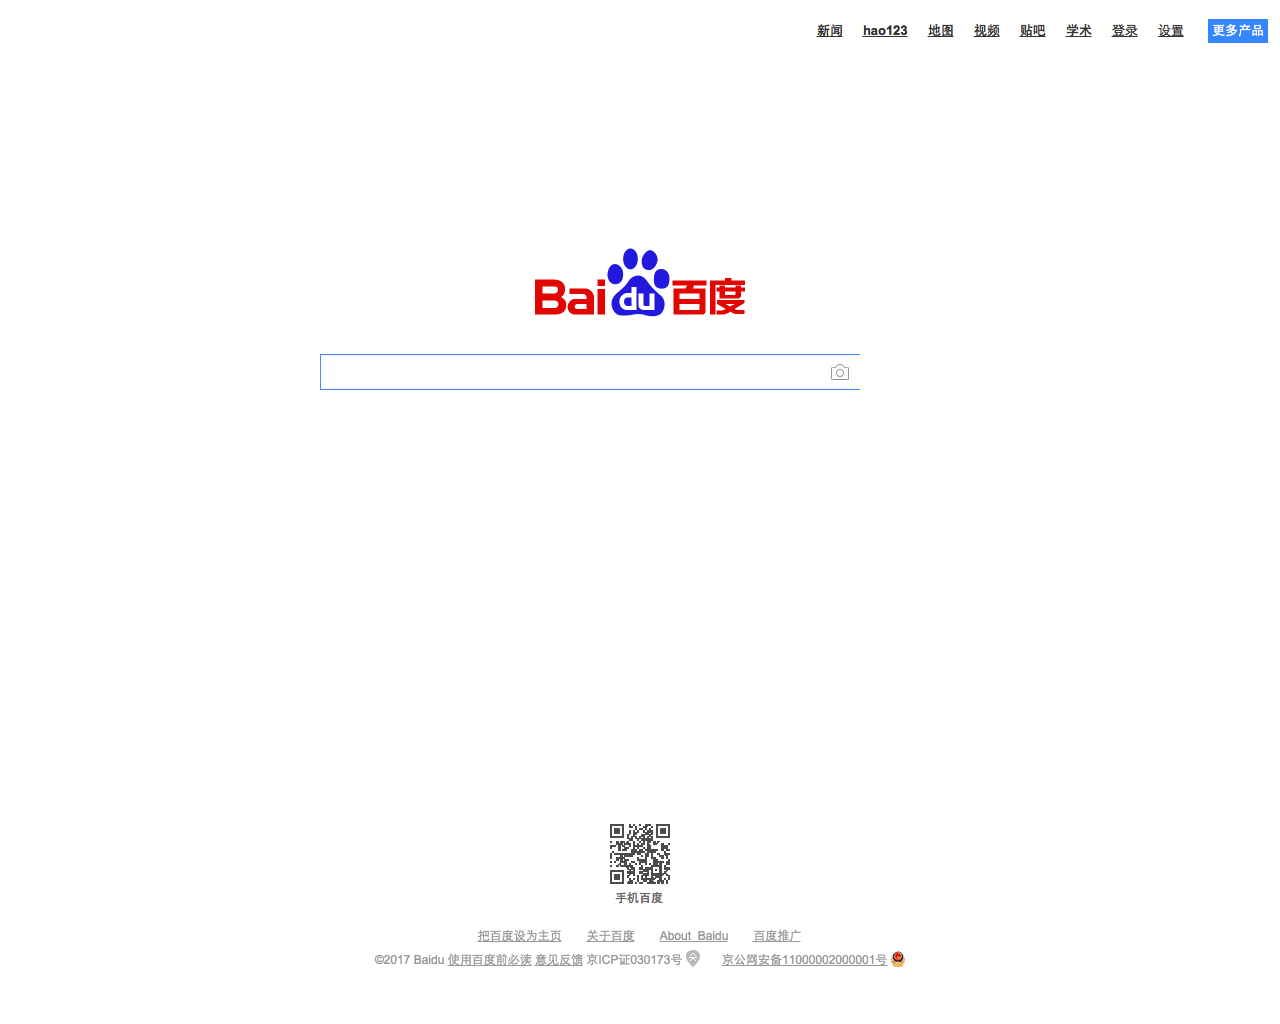 新闻 hao123 地图 视频 贴吧 学术 登录 设置 更多产品
Bai du 百度
手机百度
把百度设为主页 关于百度 About Baidu 百度推广
©2017 Baidu 使用百度前必读 意见反馈 京ICP证030173号 京公网安备11000002000001号